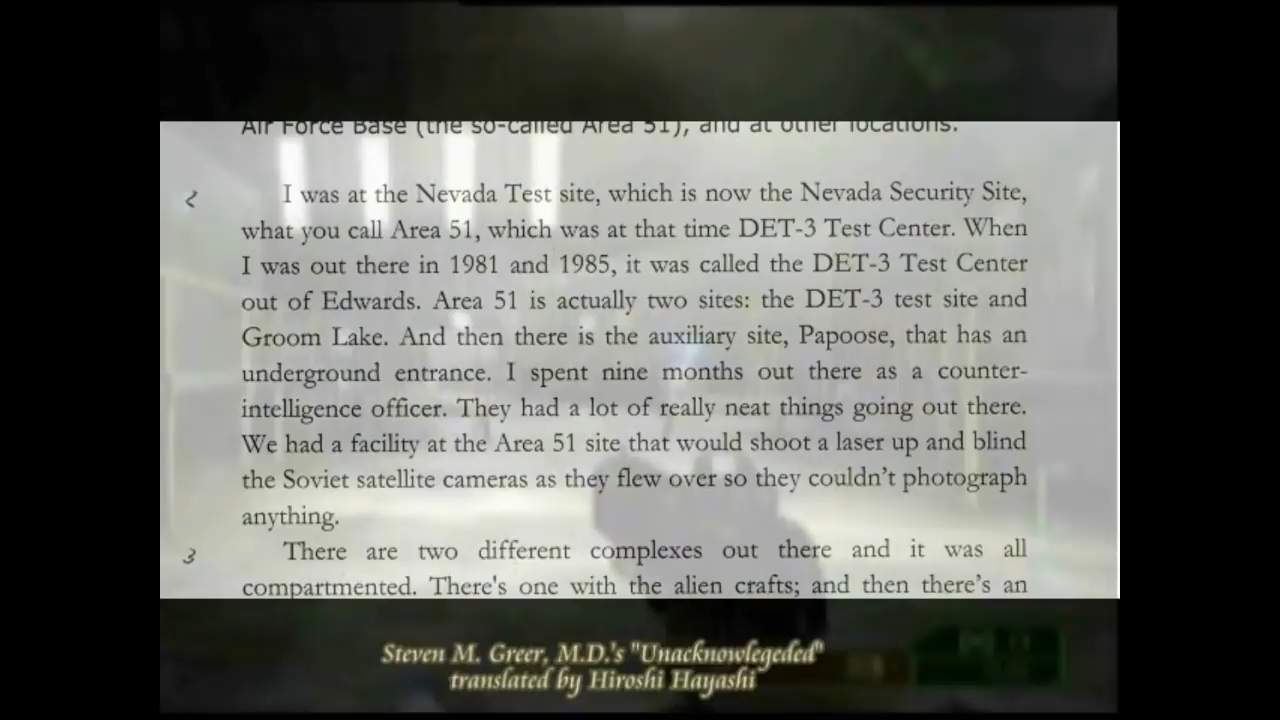 Air Force Base (the so-called Area 51), and at other locations.
2
I was at the Nevada Test site, which is now the Nevada Security Site,
what you call Area 51, which was at that time DET-3 Test Center. When
I was out there in 1981 and 1985, it was called the DET-3 Test Center
out of Edwards. Area 51 is actually two sites: the DET-3 test site and
Groom Lake. And then there is the auxiliary site, Papoose, that has an
underground entrance. I spent nine months out there as a counter-
intelligence officer. They had a lot of really neat things going out there.
We had a facility at the Area 51 site that would shoot a laser up and blind
the Soviet satellite cameras as they flew over so they couldn't photograph
anything.
3
There are two different complexes out there and it was all
compartmented. There's one with the alien crafts; and then there's an
Steven M. Greer, M.D.'s "Unacknowlegeded"
translated by Hiroshi Hayashi